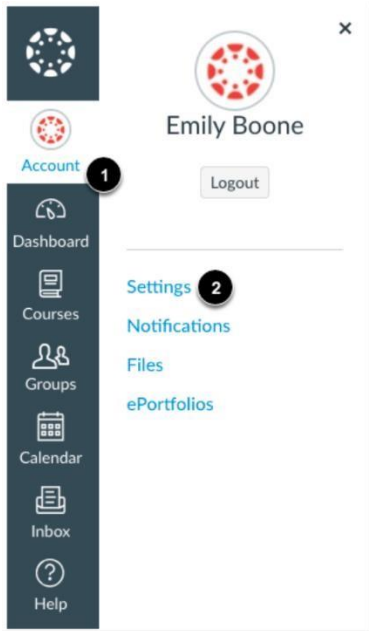 ×
Emily Boone
Account 1
Logout
Dashboard
Settings 2
Courses
Notifications
Files
Groups
ePortfolios
Calendar
Inbox
?
Help